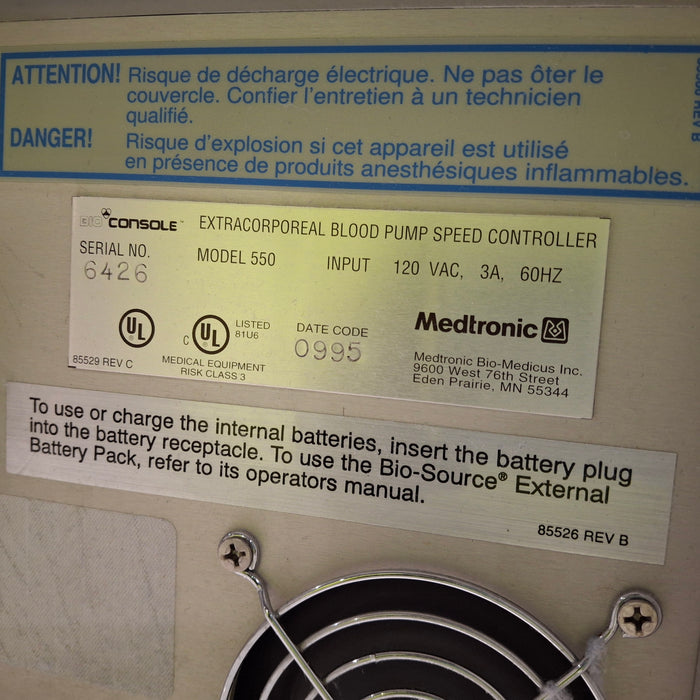 ATTENTION! Risque de décharge électrique. Ne pas ôter le
couvercle. Confier l'entretien à un technicien
qualifié.
DANGER! Risque d'explosion si cet appareil est utilisé
en présence de produits anesthésiques inflammables.
REV B
BIO CONSOLE™ EXTRACORPOREAL BLOOD PUMP SPEED CONTROLLER
SERIAL NO. MODEL 550 INPUT 120 VAC, 3A, 60HZ
6426
UL
C UL LISTED
81U6
MEDICAL EQUIPMENT
RISK CLASS 3
DATE CODE
0995
Medtronic
Medtronic Bio-Medicus Inc.
9600 West 76th Street
Eden Prairie, MN 55344
85529 REV C
To use or charge the internal batteries, insert the battery plug
into the battery receptacle. To use the Bio-Source® External
Battery Pack, refer to its operators manual.
85526 REV B